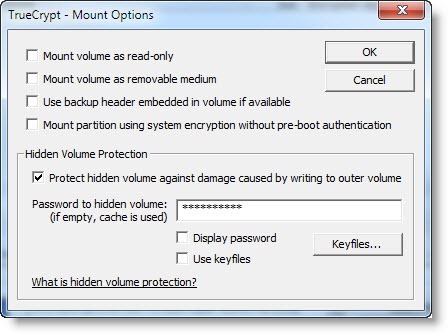 TrueCrypt - Mount Options
Mount volume as read-only
OK
Mount volume as removable medium
Cancel
Use backup header embedded in volume if available
Mount partition using system encryption without pre-boot authentication
Hidden Volume Protection
Protect hidden volume against damage caused by writing to outer volume
Password to hidden volume: **********
(if empty, cache is used)
Display password
Keyfiles...
Use keyfiles
What is hidden volume protection?